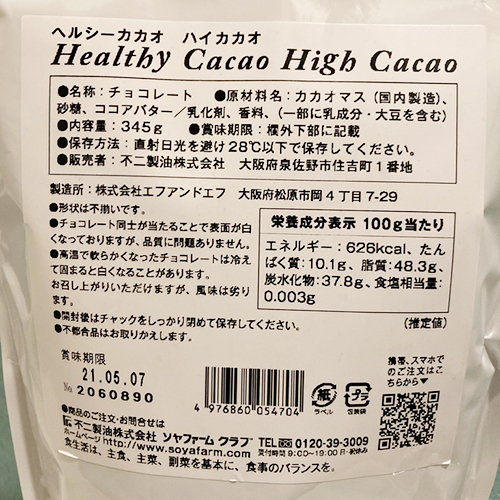 ヘルシーカカオ ハイカカオ
Healthy Cacao High Cacao
●名称：チョコレート ●原材料名：カカオマス（国内製造）、
砂糖、ココアバター／乳化剤、香料、（一部に乳成分・大豆を含む）
●内容量：345g ●賞味期限：欄外下部に記載
●保存方法：直射日光を避け28℃以下で保存してください。
●販売者：不二製油株式会社 大阪府泉佐野市住吉町1番地
製造所：株式会社エフアンドエフ 大阪府松原市岡4丁目7-29
●形状は不揃いです。
●チョコレート同士が当たることで表面が白
くなっておりますが、品質に問題ありません。
●高温で軟らかくなったチョコレートは冷え
て固まると白くなることがあります。
お召し上がりいただけますが、風味は劣り
ます。
●開封後はチャックをしっかり閉めて保存してください。
●不都合品はお取りかえします。
栄養成分表示 100g当たり
エネルギー：626kcal、たん
ぱく質：10.1g、脂質：48.3g、
炭水化物：37.8g、食塩相当量：
0.003g
（推定値）
賞味期限
21.05.07
No. 2060890
4 976860 054704
紙
ラベル
プラ
包装袋
携帯、スマホで
のご注文はこ
ちらから▼
商品のご注文・お問合せは
不二製油株式会社 ソヤファーム クラブ TEL 0120-39-3009
ホームページ http://www.soyafarm.com 受付時間 9:00〜19:00 日・祝休み
食生活は、主食、主菜、副菜を基本に、食事のバランスを。